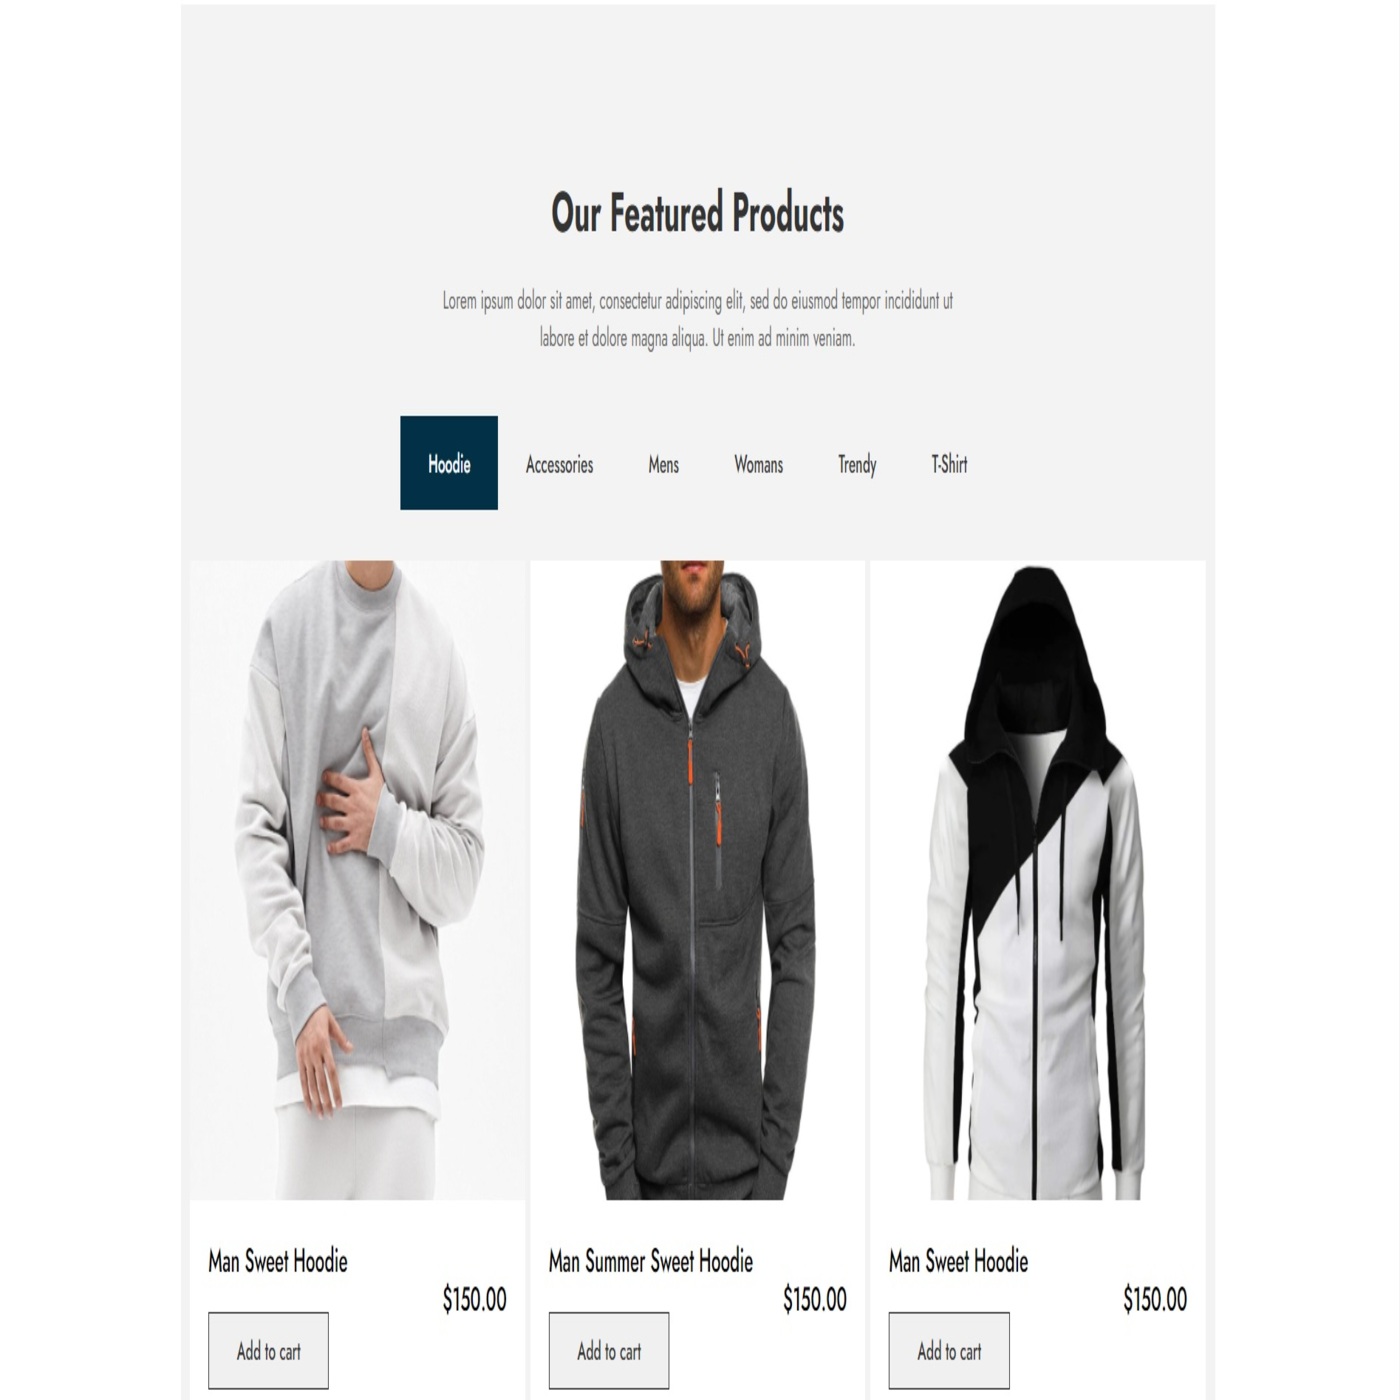 Our Featured Products
Lorem ipsum dolor sit amet, consectetur adipiscing elit, sed do eiusmod tempor incididunt ut
labore et dolore magna aliqua. Ut enim ad minim veniam.
Hoodie Accessories Mens Womans Trendy T-Shirt
Man Sweet Hoodie
$150.00
Add to cart
Man Summer Sweet Hoodie
$150.00
Add to cart
Man Sweet Hoodie
$150.00
Add to cart